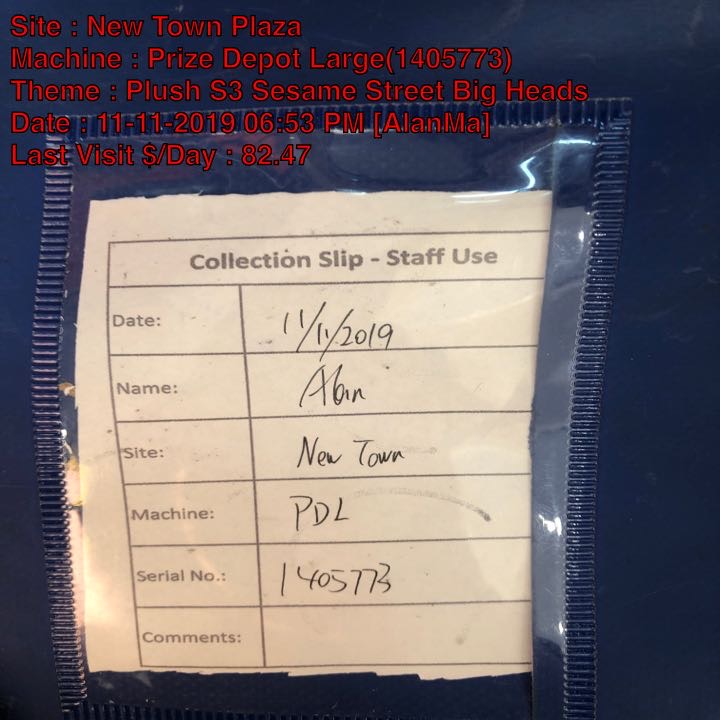 Site : New Town Plaza
Machine : Prize Depot Large(1405773)
Theme : Plush S3 Sesame Street Big Heads
Date : 11-11-2019 06:53 PM [AlanMa]
Last Visit $/Day : 82.47
Collection Slip - Staff Use
Date: 11/11/2019
Name: Alan
Site: New Town
Machine: PDL
Serial No.: 1405773
Comments: